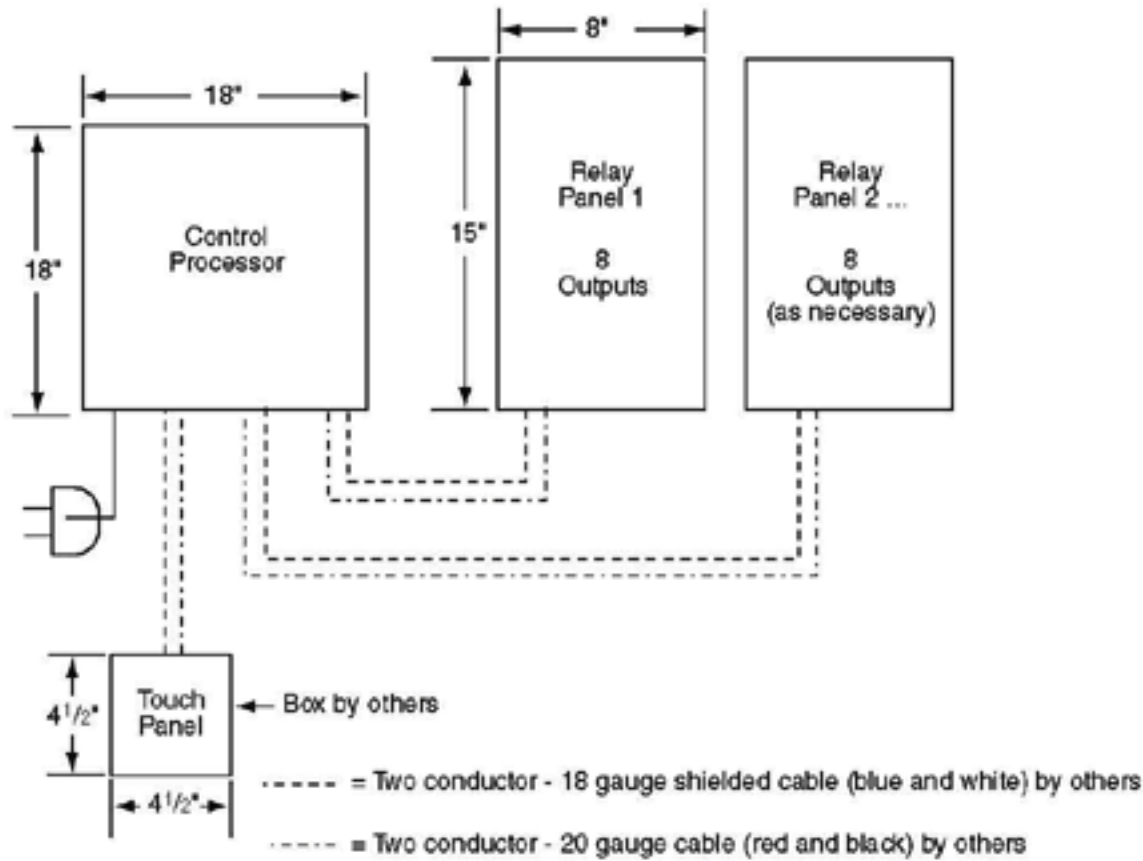 8"
18"
18"
Control
Processor
15"
Relay
Panel 1
8
Outputs
Relay
Panel 2 ...
8
Outputs
(as necessary)
4 1/2"
Touch
Panel
Box by others
4 1/2"
= Two conductor - 18 gauge shielded cable (blue and white) by others
= Two conductor - 20 gauge cable (red and black) by others